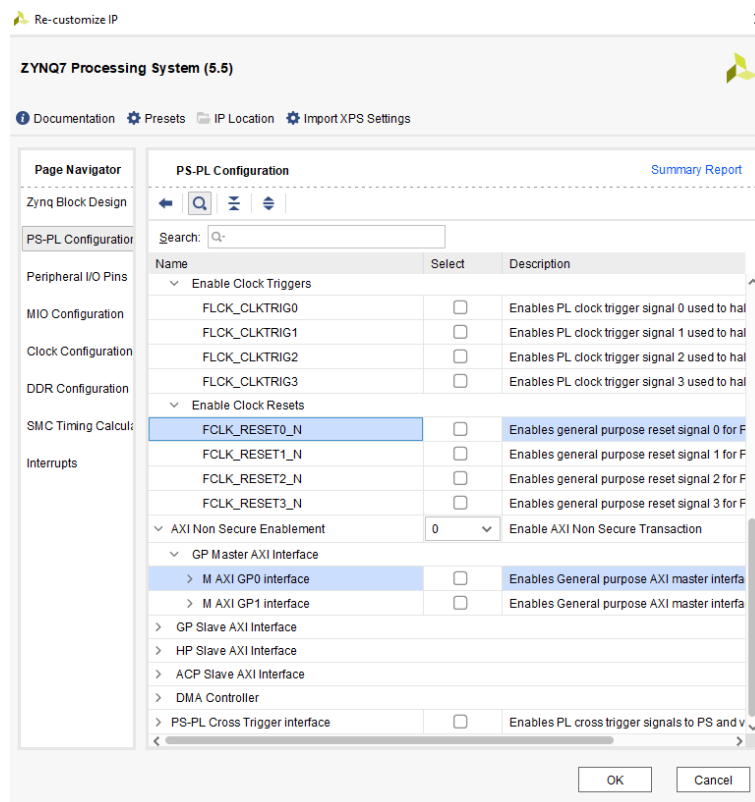 Re-customize IP
ZYNQ7 Processing System (5.5)
Documentation Presets IP Location Import XPS Settings
Page Navigator
Zynq Block Design
PS-PL Configuration
Peripheral I/O Pins
MIO Configuration
Clock Configuration
DDR Configuration
SMC Timing Calcula
Interrupts
PS-PL Configuration Summary Report
Search:
Name Select Description
Enable Clock Triggers
FLCK_CLKTRIG0 Enables PL clock trigger signal 0 used to hal
FLCK_CLKTRIG1 Enables PL clock trigger signal 1 used to hal
FLCK_CLKTRIG2 Enables PL clock trigger signal 2 used to hal
FLCK_CLKTRIG3 Enables PL clock trigger signal 3 used to hal
Enable Clock Resets
FCLK_RESET0_N Enables general purpose reset signal 0 for F
FCLK_RESET1_N Enables general purpose reset signal 1 for F
FCLK_RESET2_N Enables general purpose reset signal 2 for F
FCLK_RESET3_N Enables general purpose reset signal 3 for F
AXI Non Secure Enablement 0 Enable AXI Non Secure Transaction
GP Master AXI Interface
M AXI GP0 interface Enables General purpose AXI master interfa
M AXI GP1 interface Enables General purpose AXI master interfa
GP Slave AXI Interface
HP Slave AXI Interface
ACP Slave AXI Interface
DMA Controller
PS-PL Cross Trigger interface Enables PL cross trigger signals to PS and v
OK Cancel